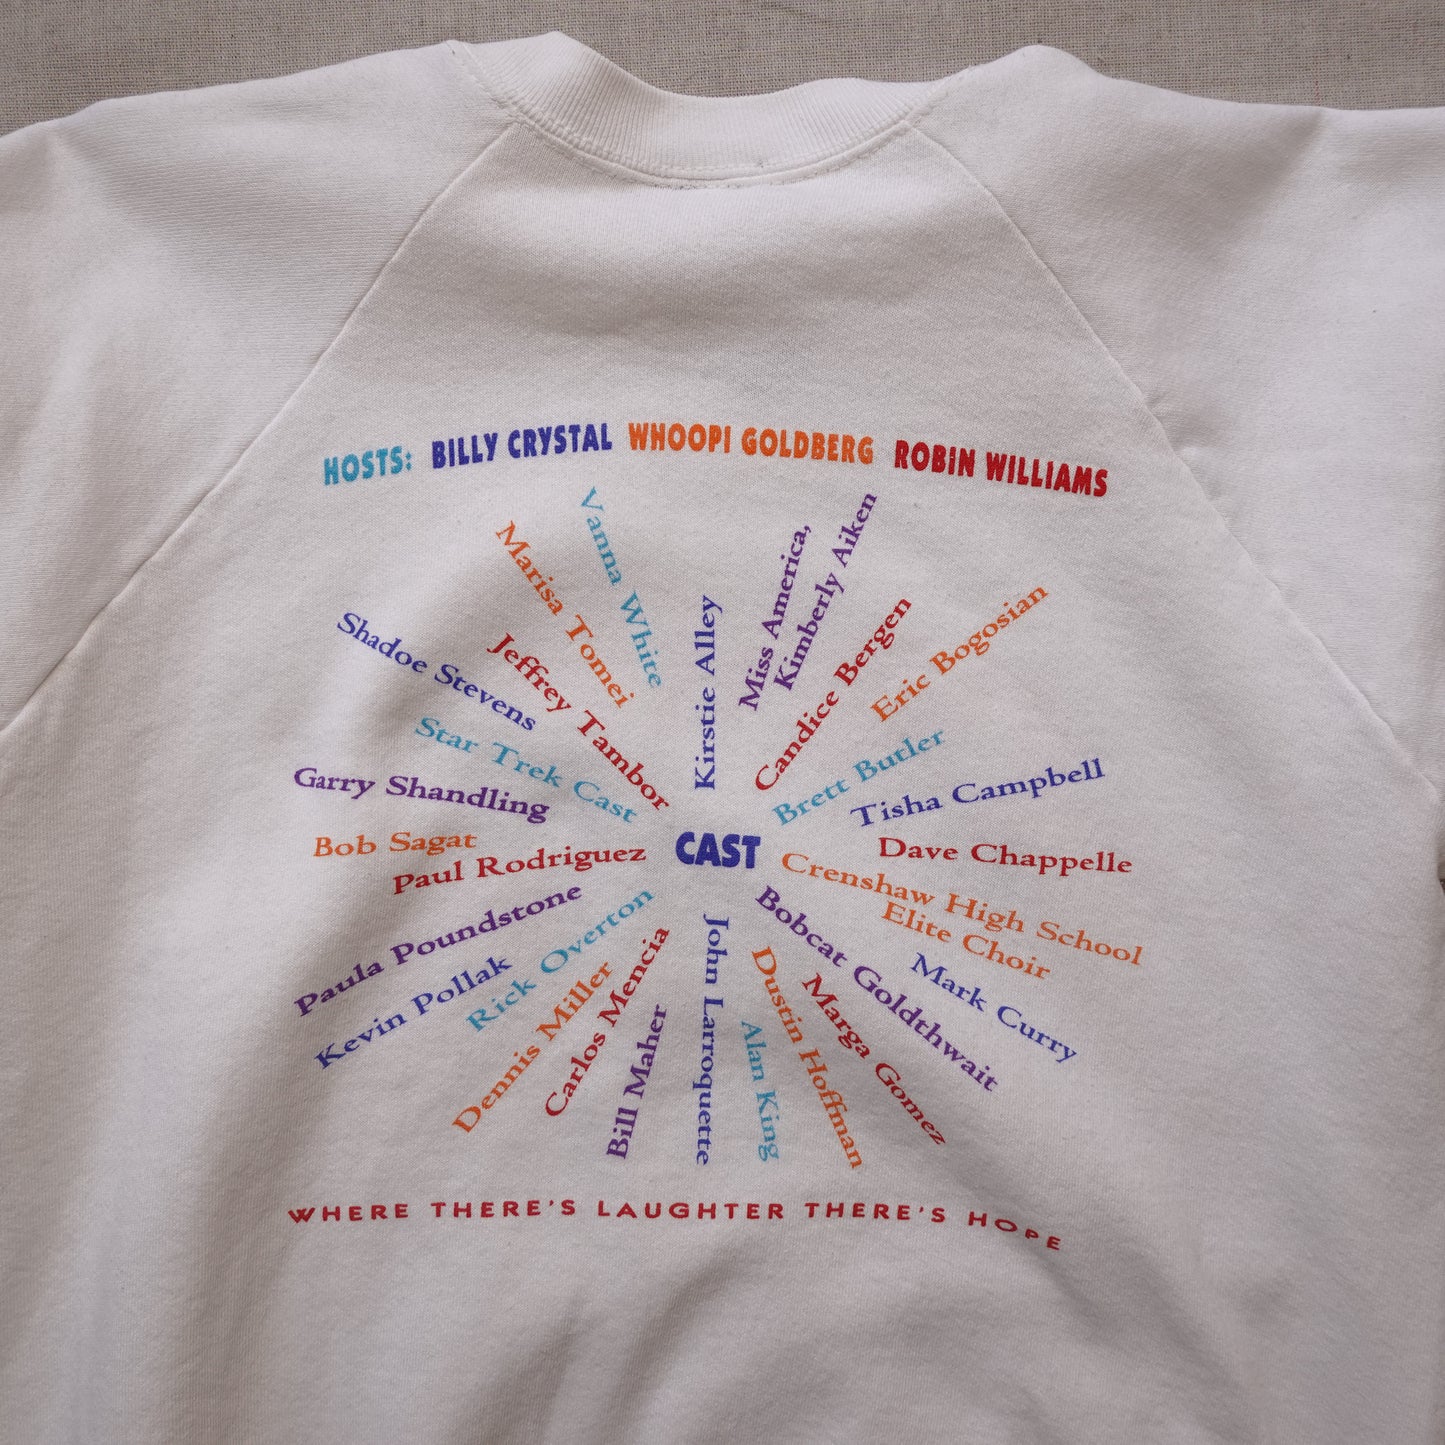 HOSTS: BILLY CRYSTAL WHOOPI GOLDBERG ROBIN WILLIAMS
Kirstie Alley
Miss America,
Kimberly Aiken
Candice Bergen
Eric Bogosian
Brett Butler
Tisha Campbell
Dave Chappelle
Crenshaw High School
Elite Choir
Mark Curry
Bobcat Goldthwait
Marga Gomez
Dustin Hoffman
Alan King
John Larroquette
Bill Maher
Carlos Mencia
Dennis Miller
Rick Overton
Kevin Pollak
Paula Poundstone
Paul Rodriguez
Bob Sagat
Garry Shandling
Star Trek Cast
Shadoe Stevens
Jeffrey Tambor
Marisa Tomei
Vanna White
CAST
WHERE THERE'S LAUGHTER THERE'S HOPE